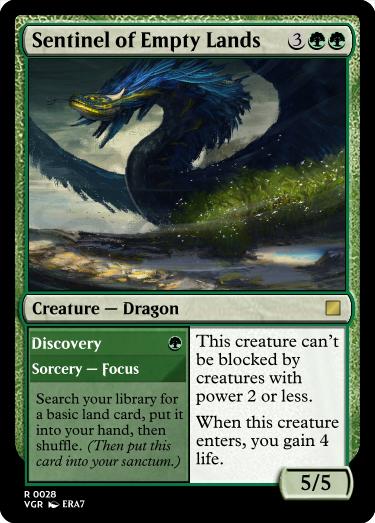 Sentinel of Empty Lands 3
Creature — Dragon
Discovery
Sorcery — Focus
Search your library for
a basic land card, put it
into your hand, then
shuffle. (Then put this
card into your sanctum.)
This creature can't
be blocked by
creatures with
power 2 or less.
When this creature
enters, you gain 4
life.
5/5
R 0028
VGR ERA7